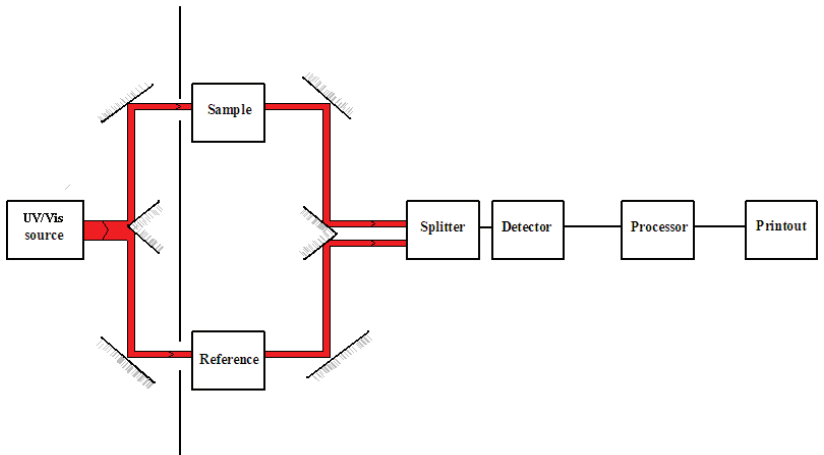 Sample
UV/Vis
source
Splitter
Detector
Processor
Printout
Reference